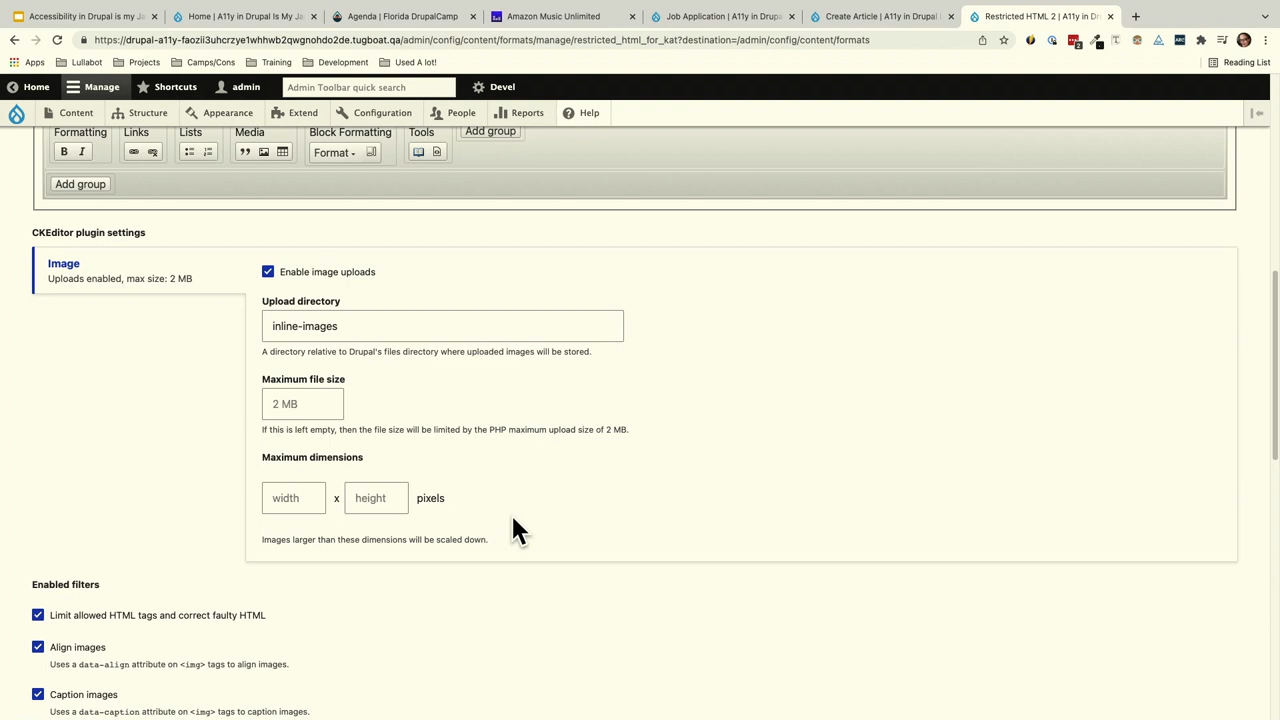 Accessibility in Drupal is my Ja
Home | A11y in Drupal Is My Ja
Agenda | Florida DrupalCamp
Amazon Music Unlimited
Job Application | A11y in Drupa
Create Article | A11y in Drupal I
Restricted HTML 2 | A11y in Dr
https://drupal-a11y-faozii3uhcrzye1whhwb2qwgnohdo2de.tugboat.qa/admin/config/content/formats/manage/restricted_html_for_kat?destination=/admin/config/content/formats
Apps Lullabot Projects Camps/Cons Training Development Used A lot! Reading List
Home Manage Shortcuts admin Admin Toolbar quick search Devel
Content Structure Appearance Extend Configuration People Reports Help
Formatting Links Lists Media Block Formatting Tools Add group
B I Format
Add group
CKEditor plugin settings
Image
Uploads enabled, max size: 2 MB
Enable image uploads
Upload directory
inline-images
A directory relative to Drupal's files directory where uploaded images will be stored.
Maximum file size
2 MB
If this is left empty, then the file size will be limited by the PHP maximum upload size of 2 MB.
Maximum dimensions
width x height pixels
Images larger than these dimensions will be scaled down.
Enabled filters
Limit allowed HTML tags and correct faulty HTML
Align images
Uses a data-align attribute on <img> tags to align images.
Caption images
Uses a data-caption attribute on <img> tags to caption images.